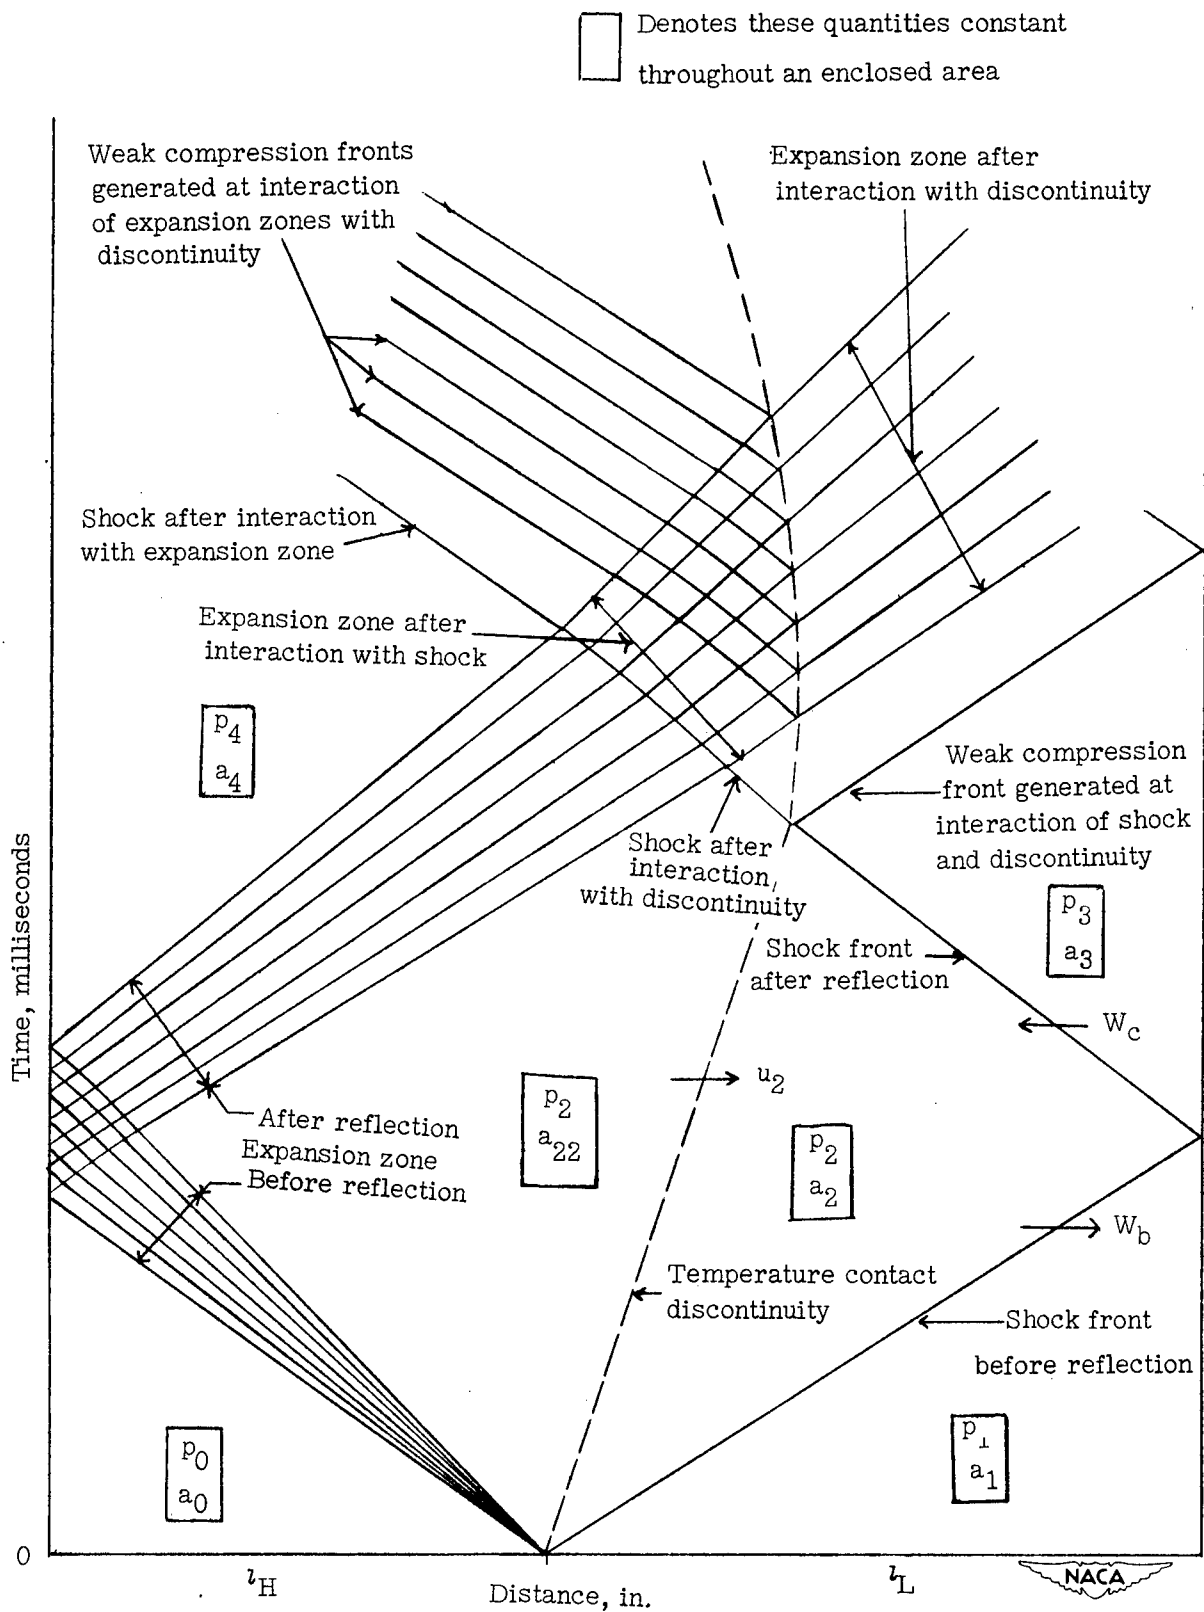 Denotes these quantities constant
throughout an enclosed area
Weak compression fronts
generated at interaction
of expansion zones with
discontinuity
Expansion zone after
interaction with discontinuity
Shock after interaction
with expansion zone
Expansion zone after
interaction with shock
p4
a4
Weak compression
front generated at
interaction of shock
and discontinuity
Shock after
interaction
with discontinuity
p3
a3
Shock front
after reflection
Wc
Time, milliseconds
u2
p2
a22
After reflection
Expansion zone
Before reflection
p2
a2
Wb
Temperature contact
discontinuity
Shock front
before reflection
p0
a0
p1
a1
0
lH
Distance, in.
lL
NACA